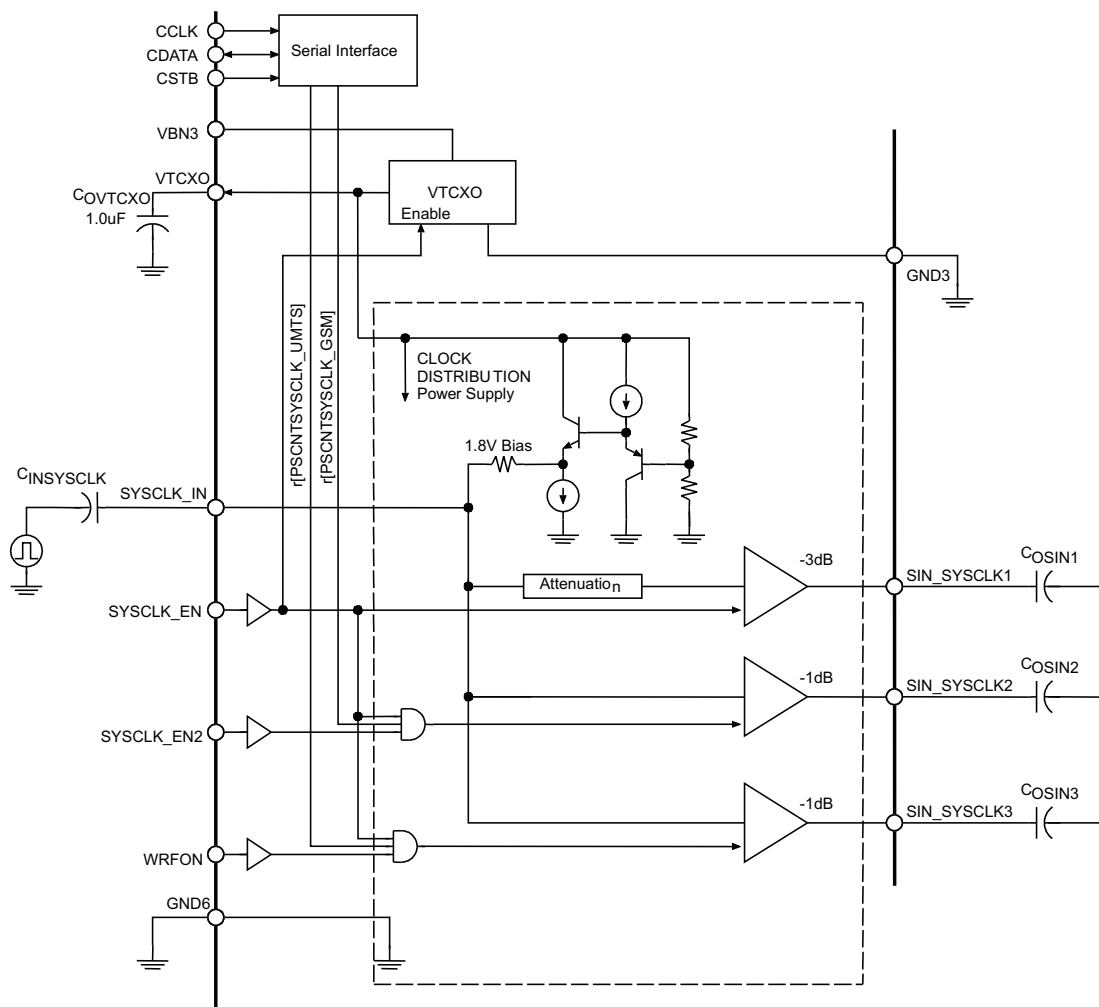 CCLK
CDATA
CSTB
Serial Interface
VBN3
VTCXO
COVTCXO
1.0uF
VTCXO
Enable
GND3
r[PSCNTSYSCLK_UMTS]
r[PSCNTSYSCLK_GSM]
CLOCK
DISTRIBUTION
Power Supply
1.8V Bias
CINSYSCLK
SYSCLK_IN
Attenuation
-3dB
SIN_SYSCLK1
COSIN1
SYSCLK_EN
-1dB
SIN_SYSCLK2
COSIN2
SYSCLK_EN2
-1dB
SIN_SYSCLK3
COSIN3
WRFON
GND6